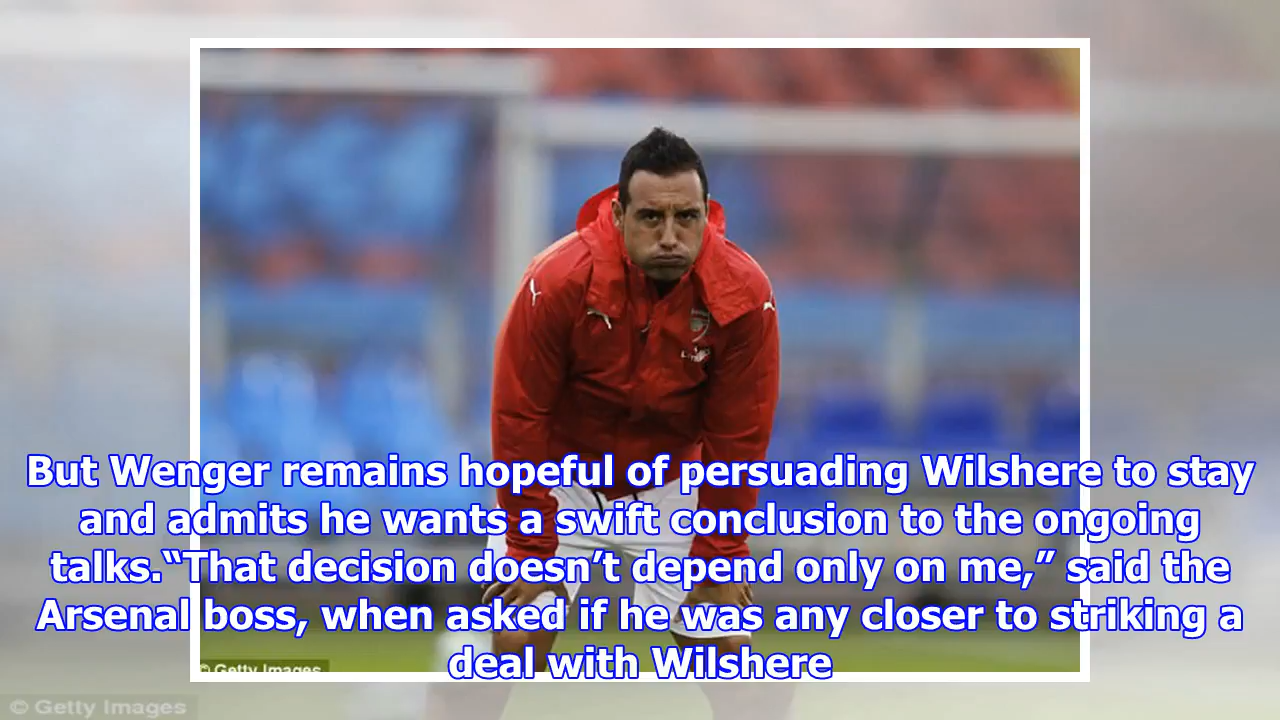 But Wenger remains hopeful of persuading Wilshere to stay
and admits he wants a swift conclusion to the ongoing
talks.“That decision doesn’t depend only on me,” said the
Arsenal boss, when asked if he was any closer to striking a
deal with Wilshere
© Getty Images
© Getty Images